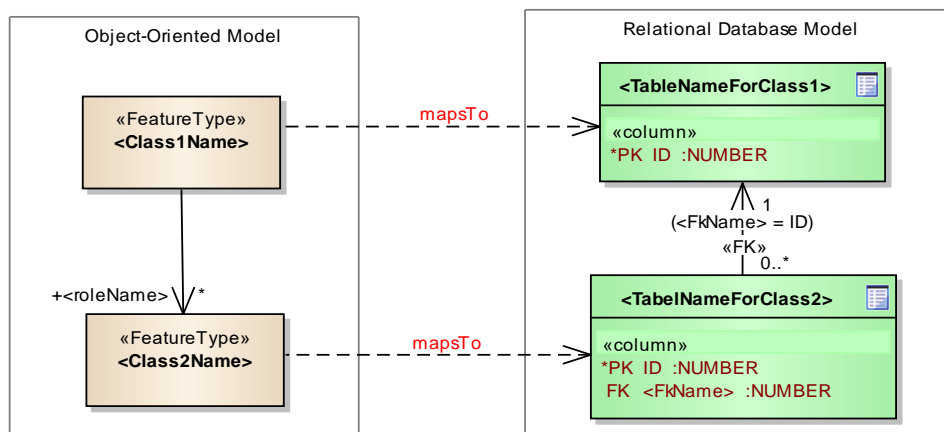 Object-Oriented Model
«FeatureType»
<Class1Name>
+<roleName>
*
«FeatureType»
<Class2Name>
mapsTo
mapsTo
Relational Database Model
<TableNameForClass1>
«column»
*PK ID :NUMBER
1
(<FkName> = ID)
«FK»
0..*
<TabelNameForClass2>
«column»
*PK ID :NUMBER
FK <FkName> :NUMBER